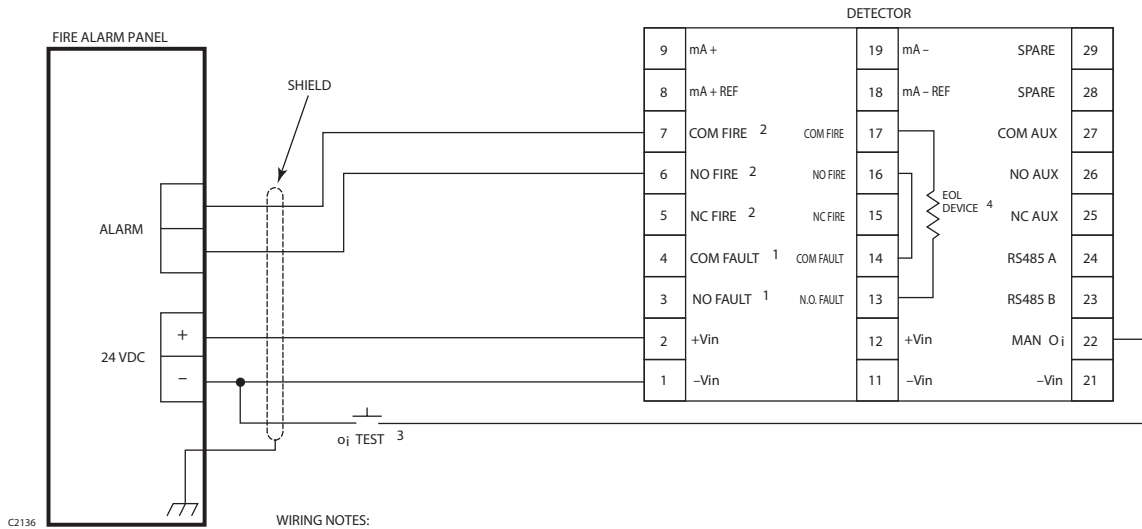 DETECTOR
FIRE ALARM PANEL
SHIELD
9 mA + 19 mA – SPARE 29
8 mA + REF 18 mA – REF SPARE 28
7 COM FIRE 2 COM FIRE 17 COM AUX 27
6 NO FIRE 2 NO FIRE 16 NO AUX 26
EOL
DEVICE 4
5 NC FIRE 2 NC FIRE 15 NC AUX 25
ALARM
4 COM FAULT 1 COM FAULT 14 RS485 A 24
3 NO FAULT 1 N.O. FAULT 13 RS485 B 23
+
2 +Vin 12 +Vin MAN Oi 22
24 VDC
–
1 –Vin 11 –Vin –Vin 21
oi TEST 3
C2136
WIRING NOTES: